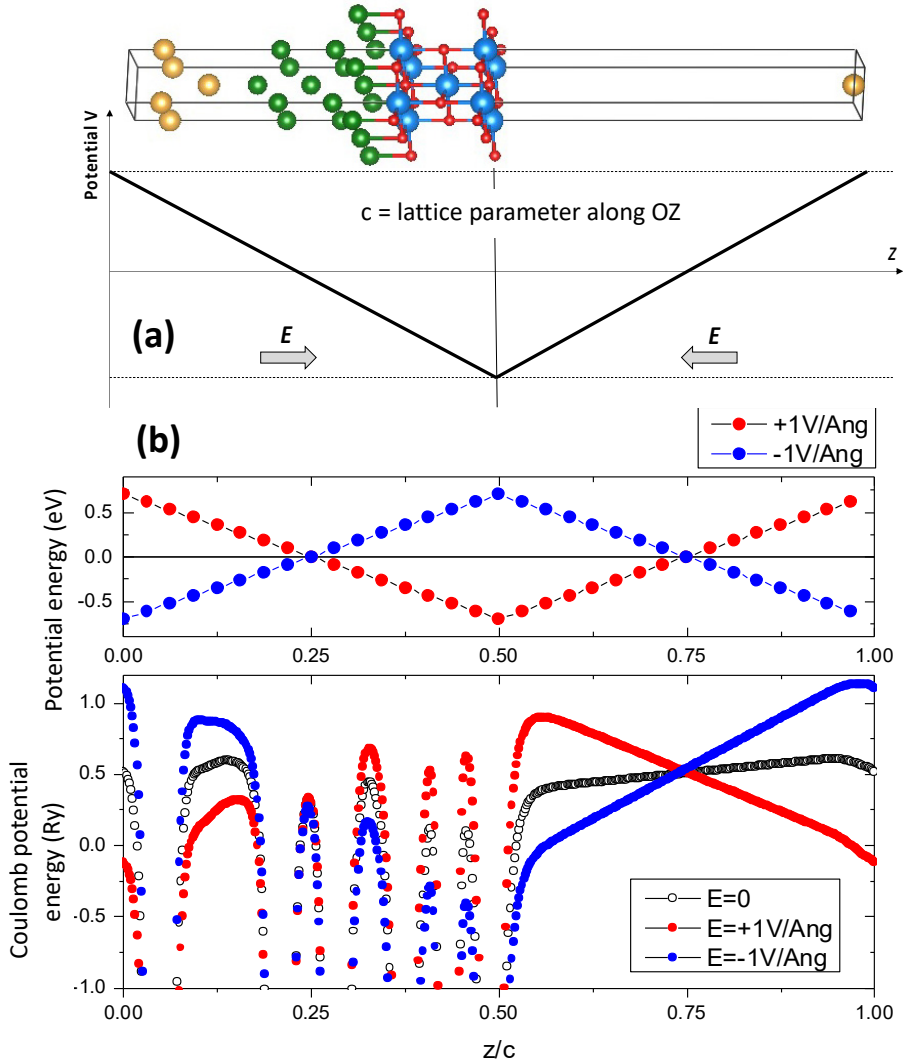 Potential V
c = lattice parameter along OZ
z
(a)
E
E
(b)
+1V/Ang
-1V/Ang
Potential energy (eV)
0.5
0.0
-0.5
0.00
0.25
0.50
0.75
1.00
Coulomb potential
energy (Ry)
1.0
0.5
0.0
-0.5
-1.0
E=0
E=+1V/Ang
E=-1V/Ang
0.00
0.25
0.50
0.75
1.00
z/c